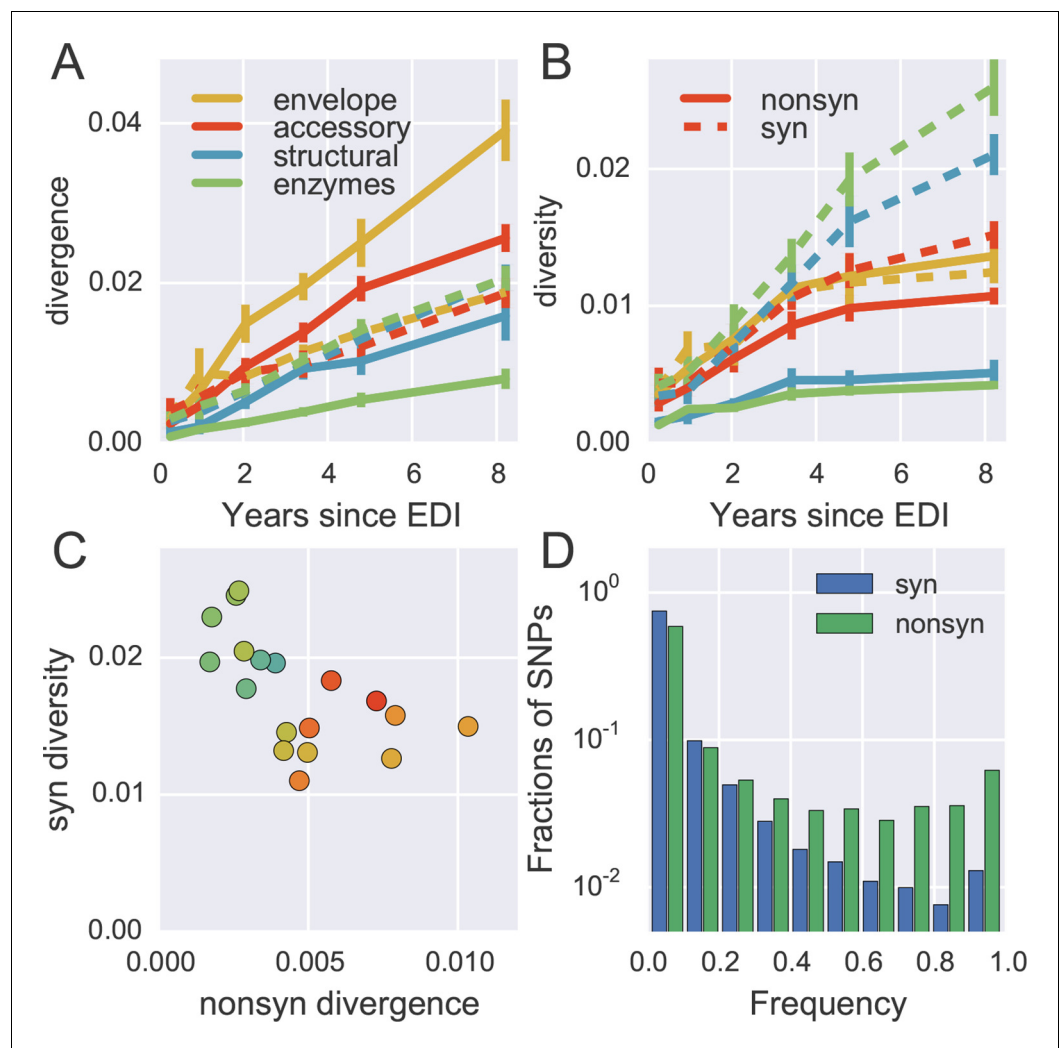 A
envelope
accessory
structural
enzymes
0.04
0.02
0.00
divergence
0 2 4 6 8
Years since EDI
B
nonsyn
syn
0.02
0.01
0.00
diversity
0 2 4 6 8
Years since EDI
C
0.02
0.01
0.00
syn diversity
0.000 0.005 0.010
nonsyn divergence
D
syn
nonsyn
10^0
10^-1
10^-2
Fractions of SNPs
0.0 0.2 0.4 0.6 0.8 1.0
Frequency